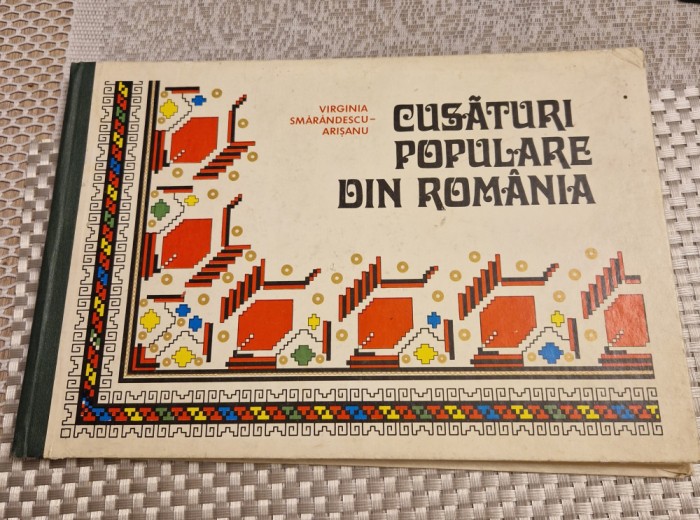 VIRGINIA
SMĂRĂNDESCU-
ARIȘANU
CUSĂTURI
POPULARE
DIN ROMÂNIA